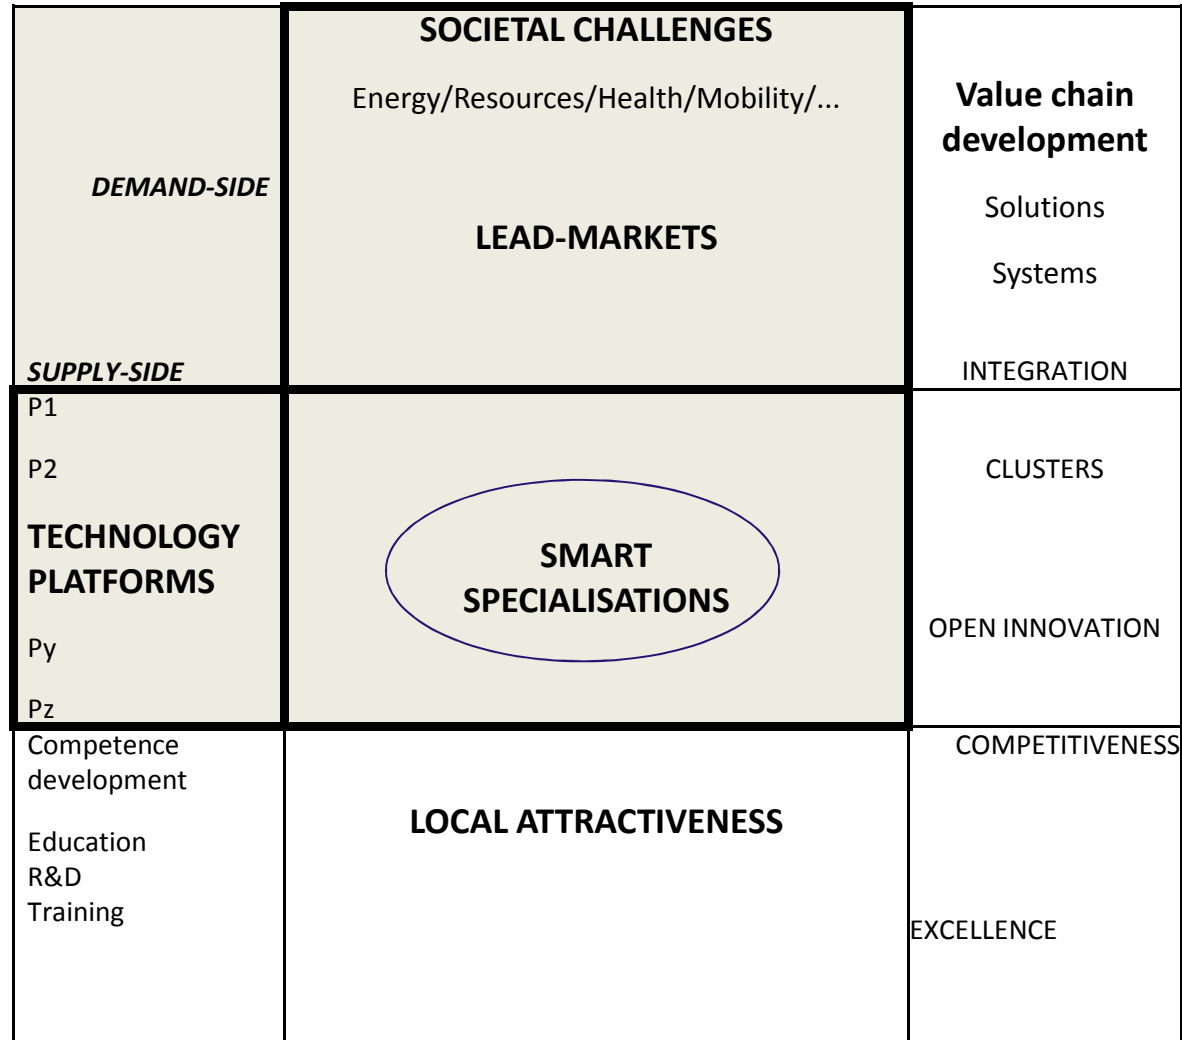 SOCIETAL CHALLENGES
Energy/Resources/Health/Mobility/...
Value chain
development
DEMAND-SIDE
Solutions
LEAD-MARKETS
Systems
SUPPLY-SIDE
INTEGRATION
P1
P2
CLUSTERS
TECHNOLOGY
PLATFORMS
SMART
SPECIALISATIONS
OPEN INNOVATION
Py
Pz
Competence
development
COMPETITIVENESS
LOCAL ATTRACTIVENESS
Education
R&D
Training
EXCELLENCE